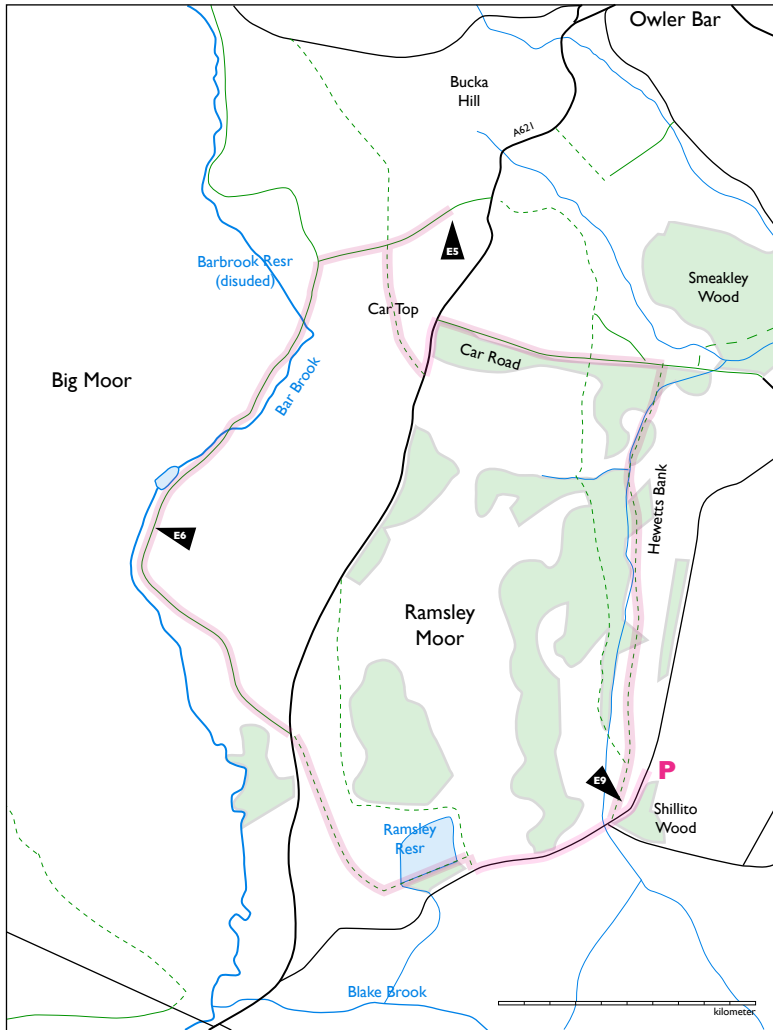 Owler Bar
Bucka
Hill
A621
E5
Barbrook Resr
(disuded)
Smeakley
Wood
Car Top
Car Road
Big Moor
Bar Brook
Hewetts Bank
E6
Ramsley
Moor
P
E9
Shillito
Wood
Ramsley
Resr
Blake Brook
kilometer